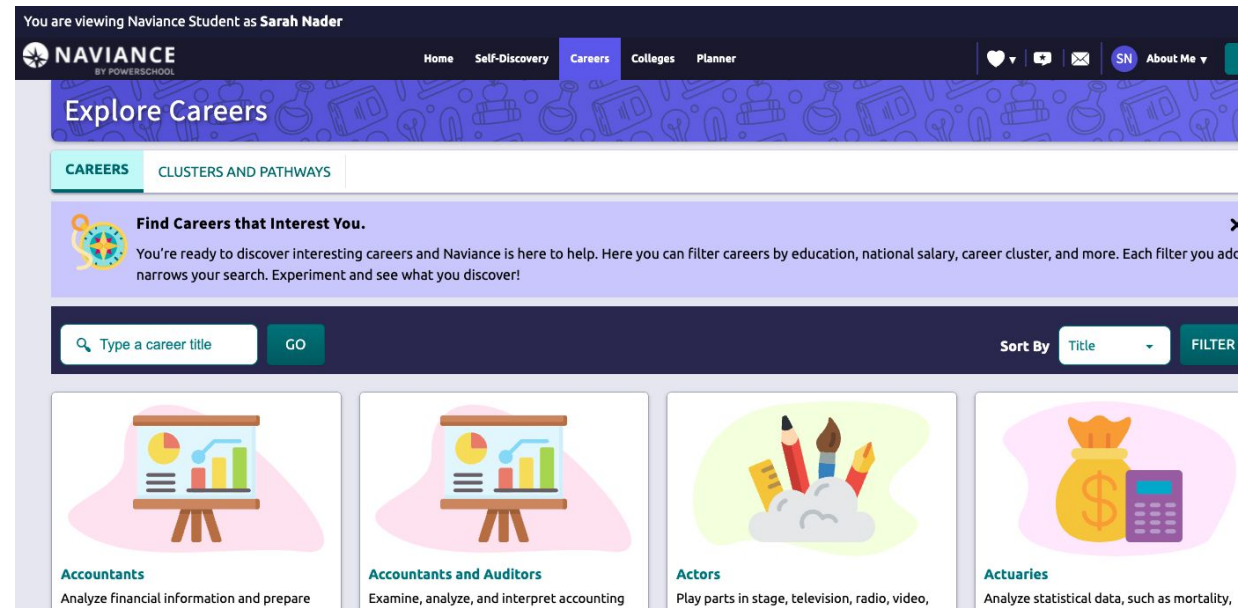 You are viewing Naviance Student as Sarah Nader
NAVIANCE
BY POWERSCHOOL
Home Self-Discovery Careers Colleges Planner
SN About Me
Explore Careers
CAREERS CLUSTERS AND PATHWAYS
Find Careers that Interest You.
You're ready to discover interesting careers and Naviance is here to help. Here you can filter careers by education, national salary, career cluster, and more. Each filter you
narrows your search. Experiment and see what you discover!
Type a career title GO Sort By Title FILTER
Accountants Accountants and Auditors Actors Actuaries
Analyze financial information and prepare Examine, analyze, and interpret accounting Play parts in stage, television, radio, video, Analyze statistical data, such as mortality,